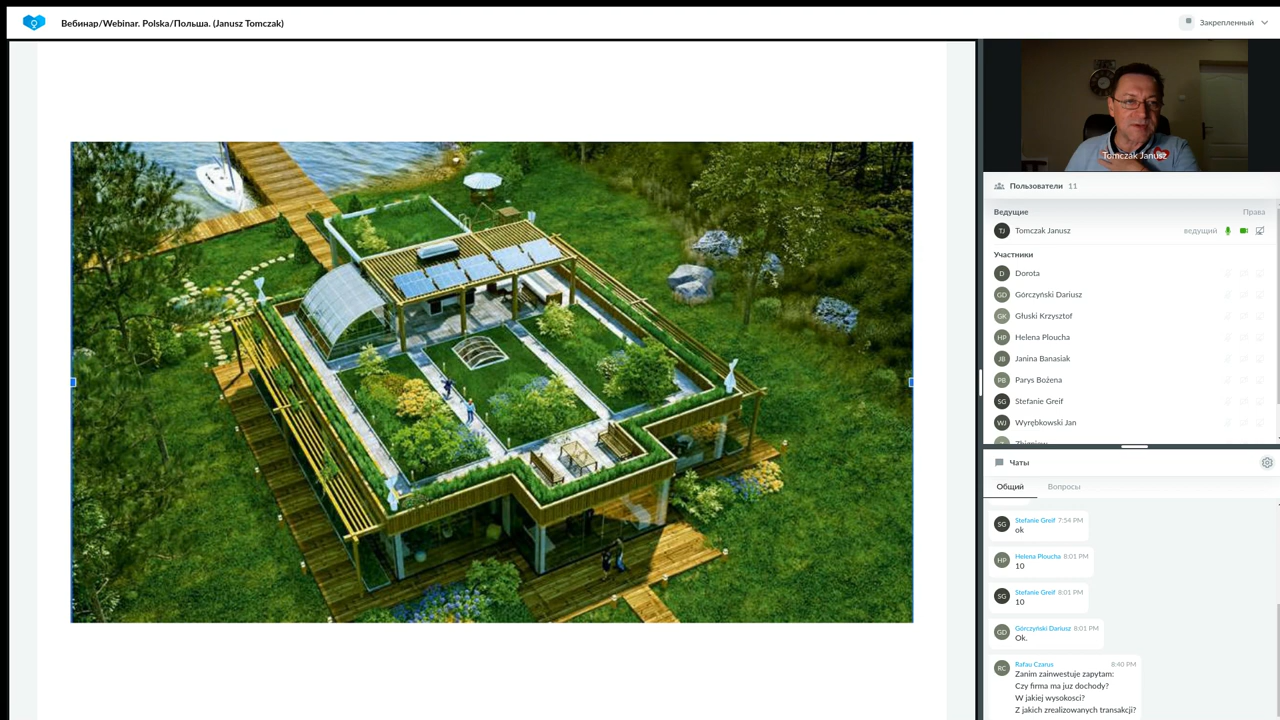 Вебинар/Webinar. Polska/Польша. (Janusz Tomczak)
Закрепленный
Tomczak Janusz
Пользователи 11
Ведущие Права
TJ Tomczak Janusz ведущий
Участники
D Dorota
GD Górczyński Dariusz
GK Głuski Krzysztof
HP Helena Ploucha
JB Janina Banasiak
PB Parys Bożena
SG Stefanie Greif
WJ Wyrębkowski Jan
Zbigniew
Чаты
Общий Вопросы
SG Stefanie Greif 7:54 PM
ok
HP Helena Ploucha 8:01 PM
10
SG Stefanie Greif 8:01 PM
10
GD Górczyński Dariusz 8:01 PM
Ok.
RC Rafau Czarus 8:40 PM
Zanim zainwestuje zapytam:
Czy firma ma juz dochody?
W jakiej wysokosci?
Z jakich zrealizowanych transakcji?